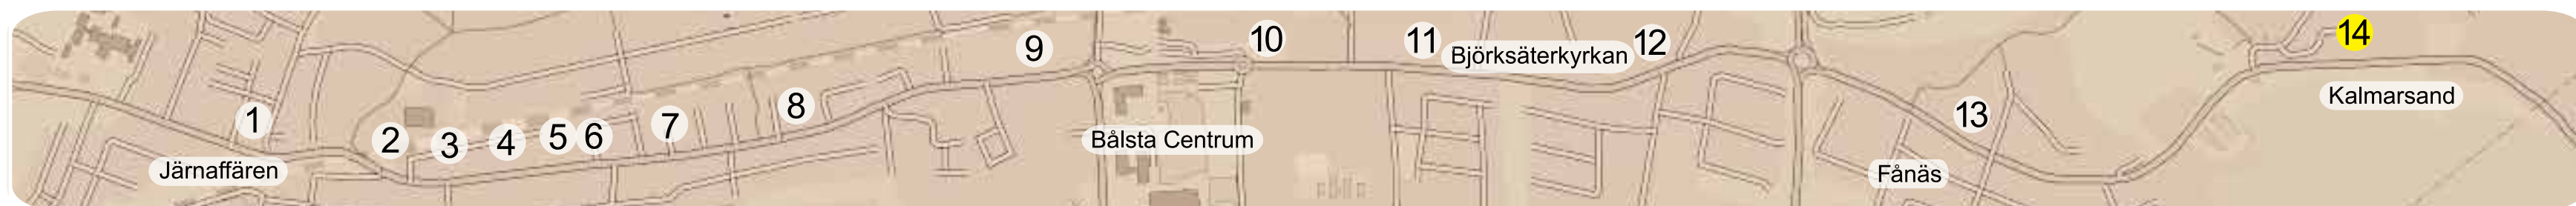 1
2
3
4
5
6
7
8
9
10
11
12
13
14
Järnaffären
Bålsta Centrum
Björksäterkyrkan
Fånäs
Kalmarsand